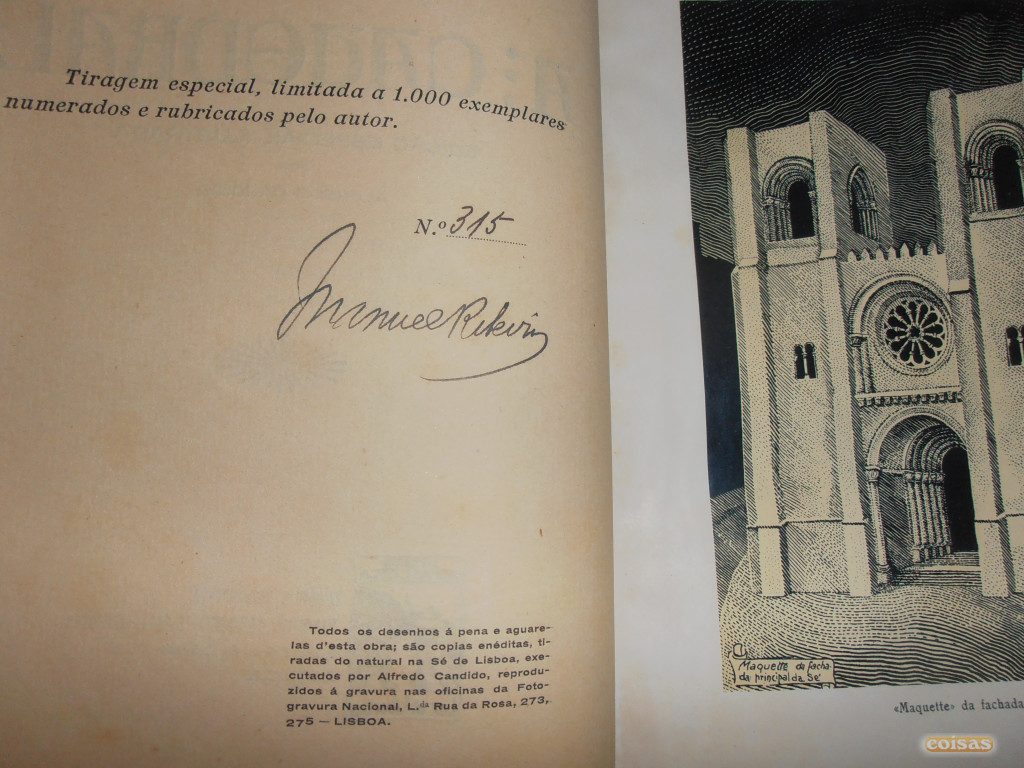 Tiragem especial, limitada a 1.000 exemplares
numerados e rubricados pelo autor.
N.º 315
Manuel Ribeiro
Todos os desenhos á pena e aguare-
las d'esta obra; são copias enéditas, ti-
radas do natural na Sé de Lisboa, exe-
cutados por Alfredo Candido, reprodu-
zidos á gravura nas oficinas da Foto-
gravura Nacional, L.da Rua da Rosa, 273,
275 — LISBOA.
Maquette da facha
da principal da Sé
«Maquette» da fachada
coisas